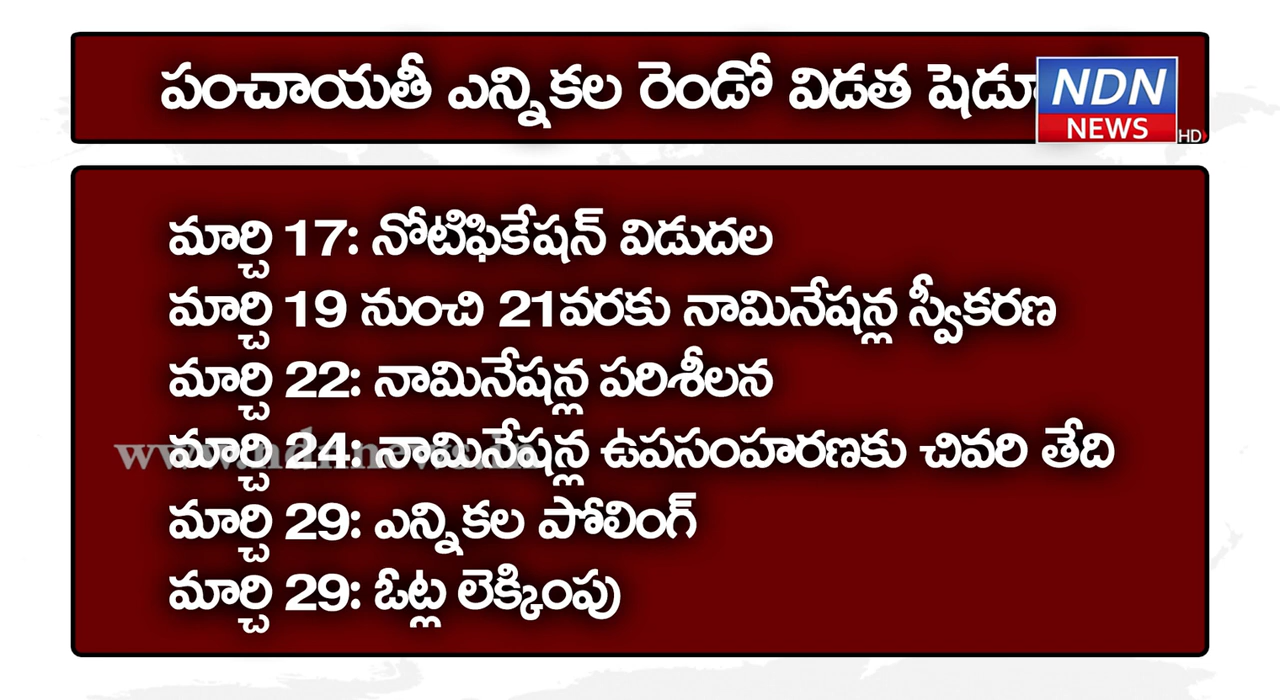 పంచాయతీ ఎన్నికల రెండో విడత
NDN
NEWS
HD
మార్చి 17: నోటిఫికేషన్ విడుదల
మార్చి 19 నుంచి 21వరకు నామినేషన్ల స్వీకరణ
మార్చి 22: నామినేషన్ల పరిశీలన
మార్చి 24: నామినేషన్ల ఉపసంహరణకు చివరి తేది
మార్చి 29: ఎన్నికల పోలింగ్
మార్చి 29: ఓట్ల లెక్కింపు